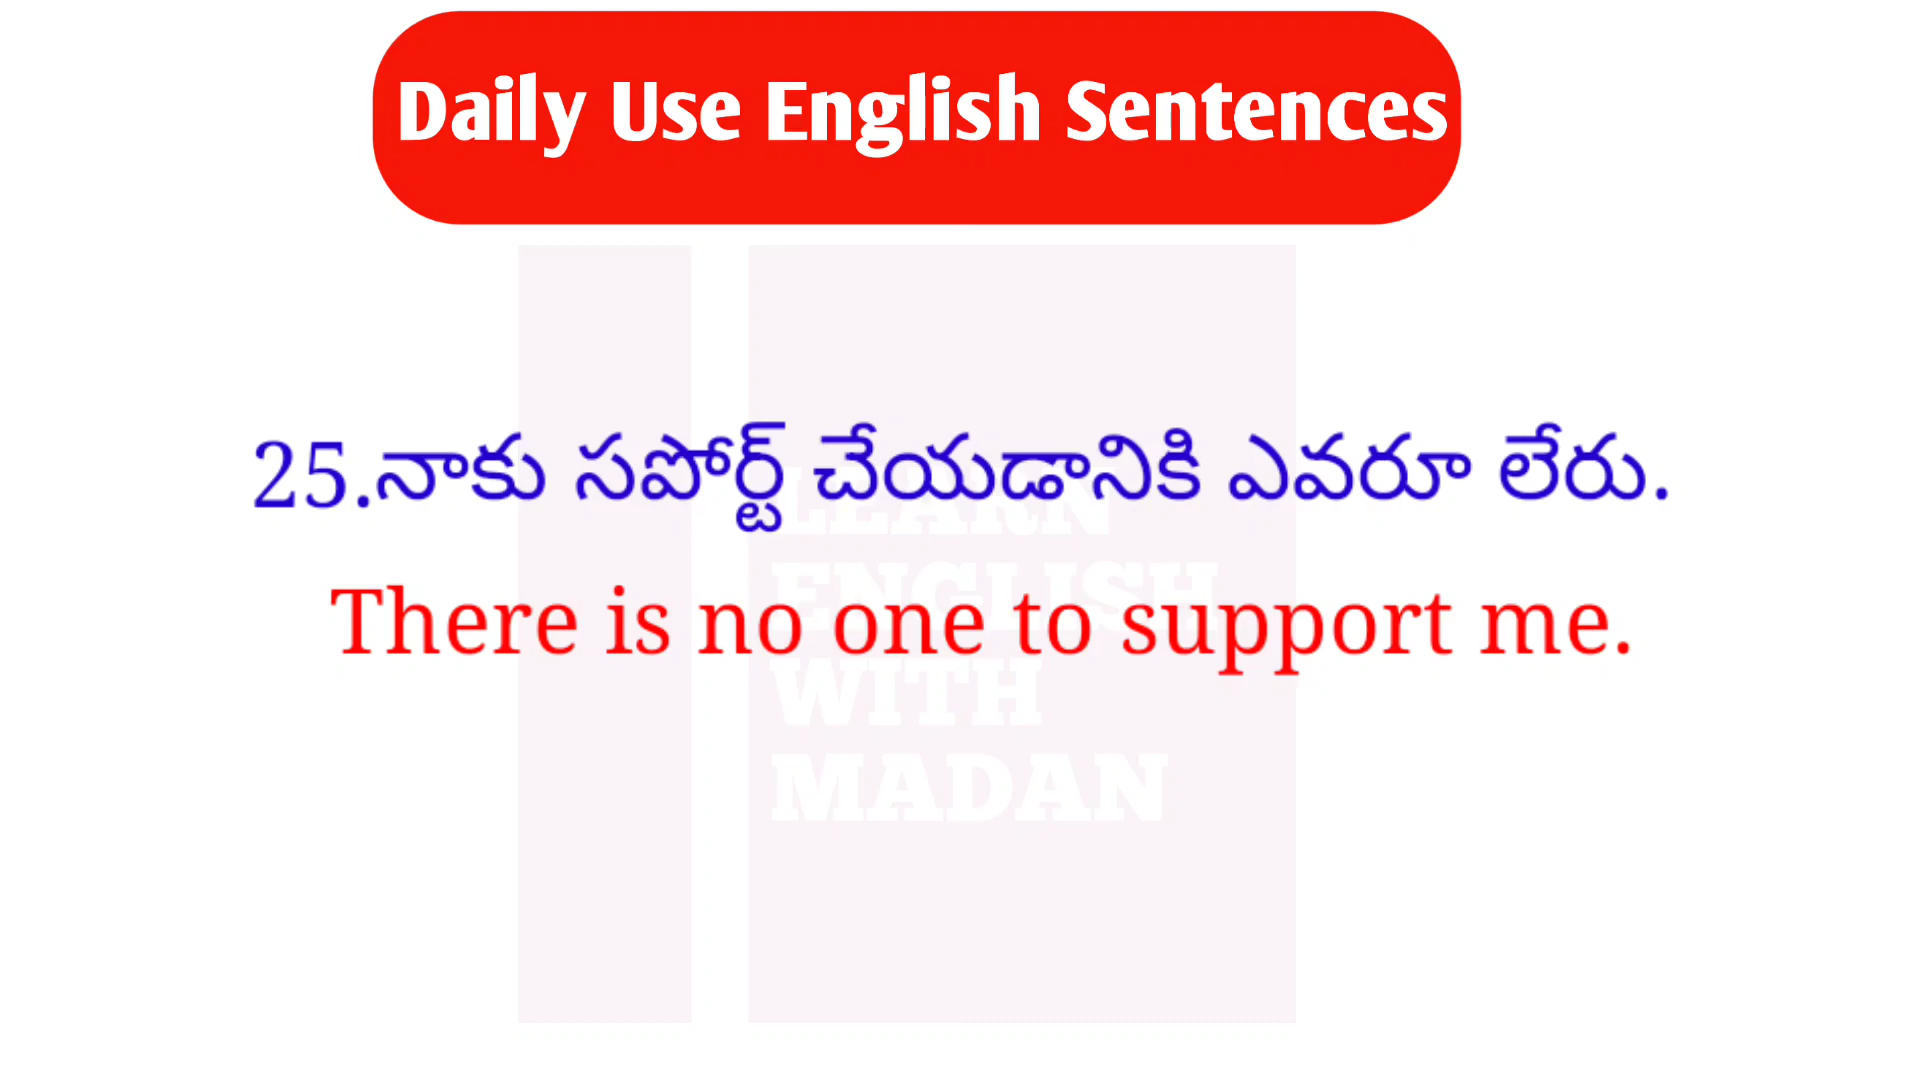 Daily Use English Sentences
25.నాకు సపోర్ట్ చేయడానికి ఎవరూ లేరు.
There is no one to support me.
LEARN
ENGLISH
WITH
MADAN